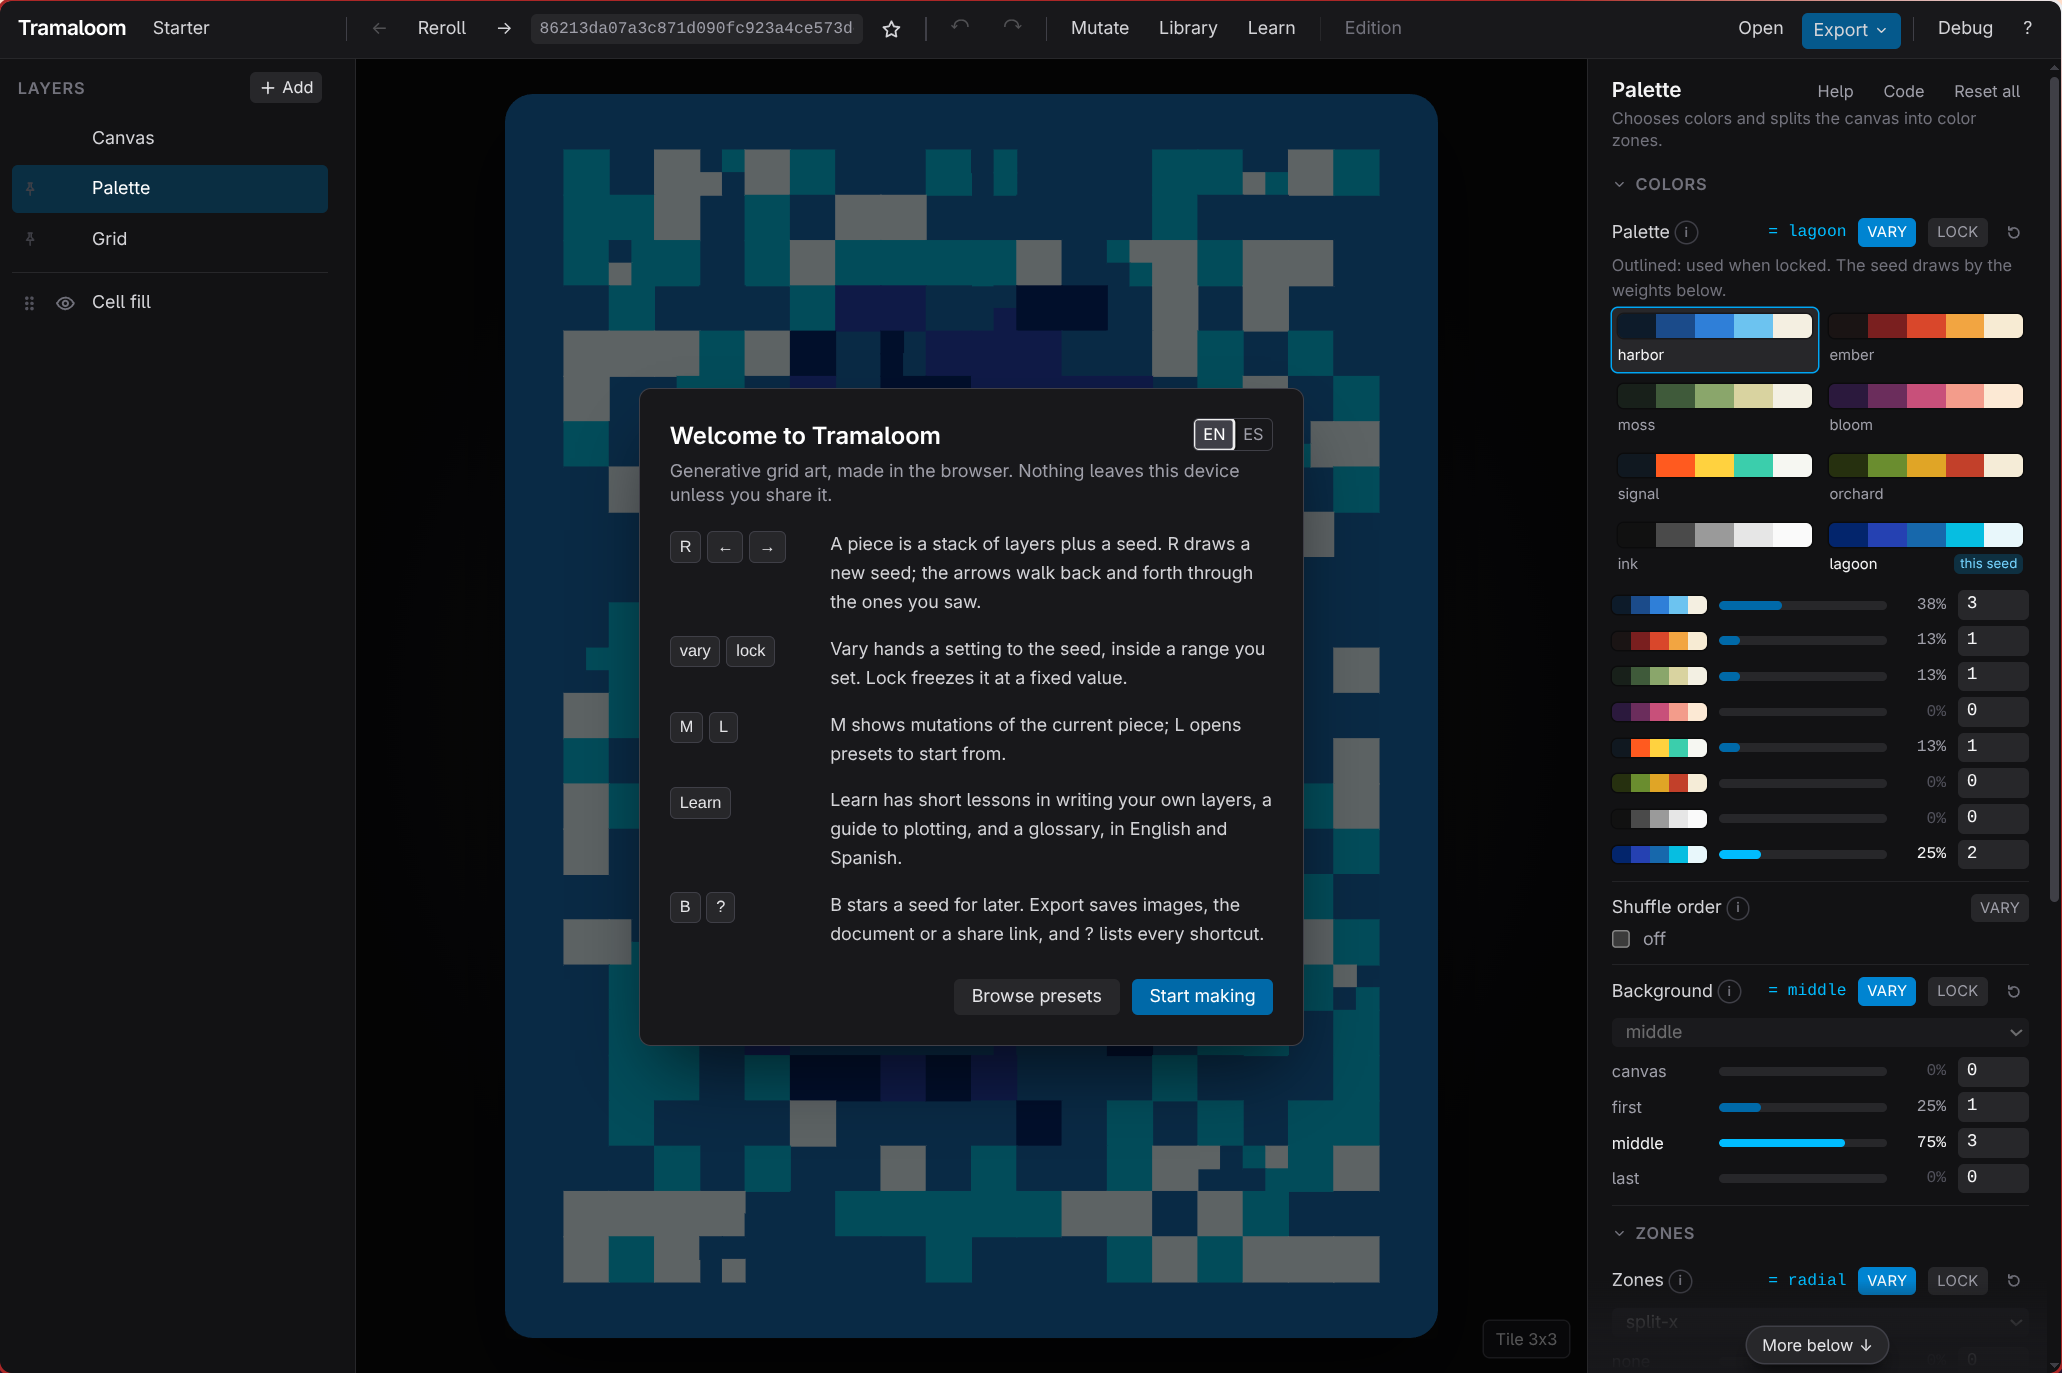 Tramaloom Starter ← Reroll → 86213da07a3c871d090fc923a4ce573d Mutate Library Learn Edition Open Export Debug ?
LAYERS + Add
Canvas
Palette
Grid
Cell fill
Welcome to Tramaloom EN ES
Generative grid art, made in the browser. Nothing leaves this device
unless you share it.
R ← → A piece is a stack of layers plus a seed. R draws a
new seed; the arrows walk back and forth through
the ones you saw.
vary lock Vary hands a setting to the seed, inside a range you
set. Lock freezes it at a fixed value.
M L M shows mutations of the current piece; L opens
presets to start from.
Learn Learn has short lessons in writing your own layers, a
guide to plotting, and a glossary, in English and
Spanish.
B ? B stars a seed for later. Export saves images, the
document or a share link, and ? lists every shortcut.
Browse presets Start making
Tile 3x3
Palette Help Code Reset all
Chooses colors and splits the canvas into color
zones.
COLORS
Palette i = lagoon VARY LOCK
Outlined: used when locked. The seed draws by the
weights below.
harbor ember
moss bloom
signal orchard
ink lagoon this seed
38% 3
13% 1
13% 1
0% 0
13% 1
0% 0
0% 0
25% 2
Shuffle order i VARY
off
Background i = middle VARY LOCK
middle
canvas 0% 0
first 25% 1
middle 75% 3
last 0% 0
ZONES
Zones i = radial VARY LOCK
split-x
More below ↓
none 0